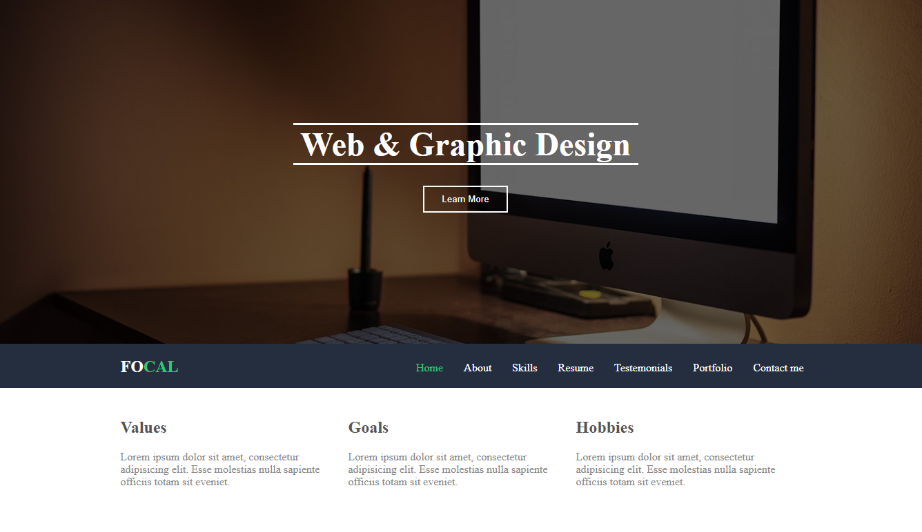 Web & Graphic Design
Learn More
FOCAL
Home About Skills Resume Testimonials Portfolio Contact me
Values
Lorem ipsum dolor sit amet, consectetur
adipisicing elit. Esse molestias nulla sapiente
officiis totam sit eveniet.
Goals
Lorem ipsum dolor sit amet, consectetur
adipisicing elit. Esse molestias nulla sapiente
officiis totam sit eveniet.
Hobbies
Lorem ipsum dolor sit amet, consectetur
adipisicing elit. Esse molestias nulla sapiente
officiis totam sit eveniet.